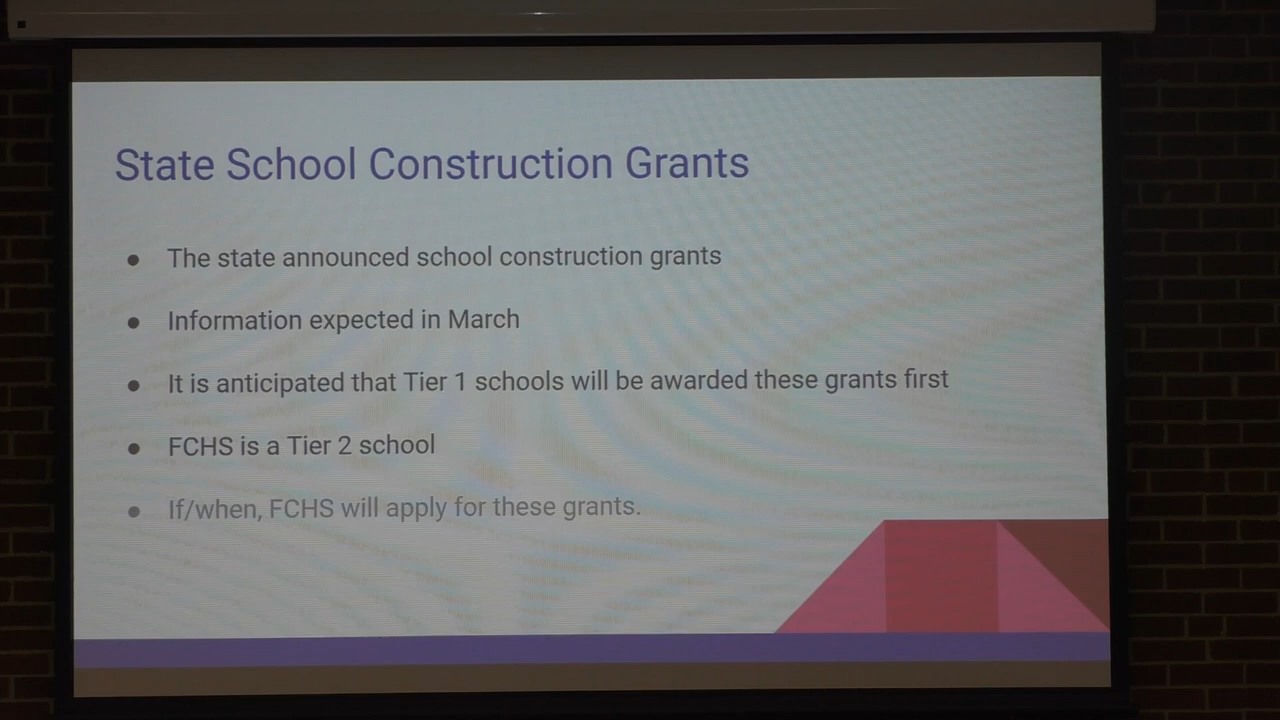 State School Construction Grants
● The state announced school construction grants
● Information expected in March
● It is anticipated that Tier 1 schools will be awarded these grants first
● FCHS is a Tier 2 school
● If/when, FCHS will apply for these grants.